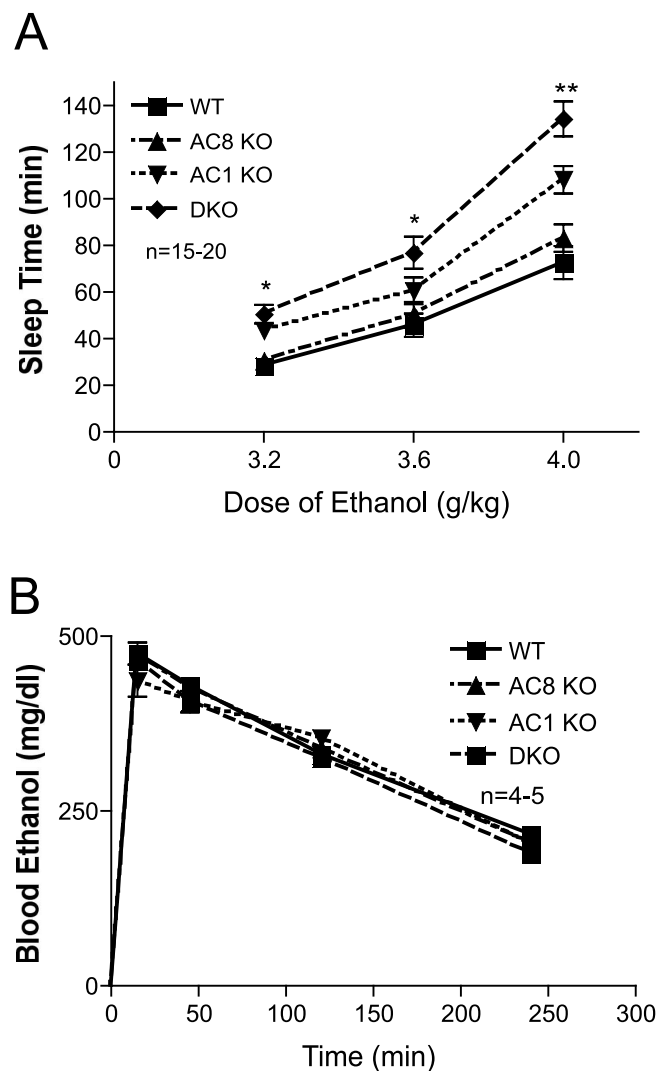 A
Sleep Time (min)
140
120
100
80
60
40
20
0
WT
AC8 KO
AC1 KO
DKO
n=15-20
*
*
**
0 3.2 3.6 4.0
Dose of Ethanol (g/kg)
B
Blood Ethanol (mg/dl)
500
250
0
WT
AC8 KO
AC1 KO
DKO
n=4-5
0 50 100 150 200 250 300
Time (min)